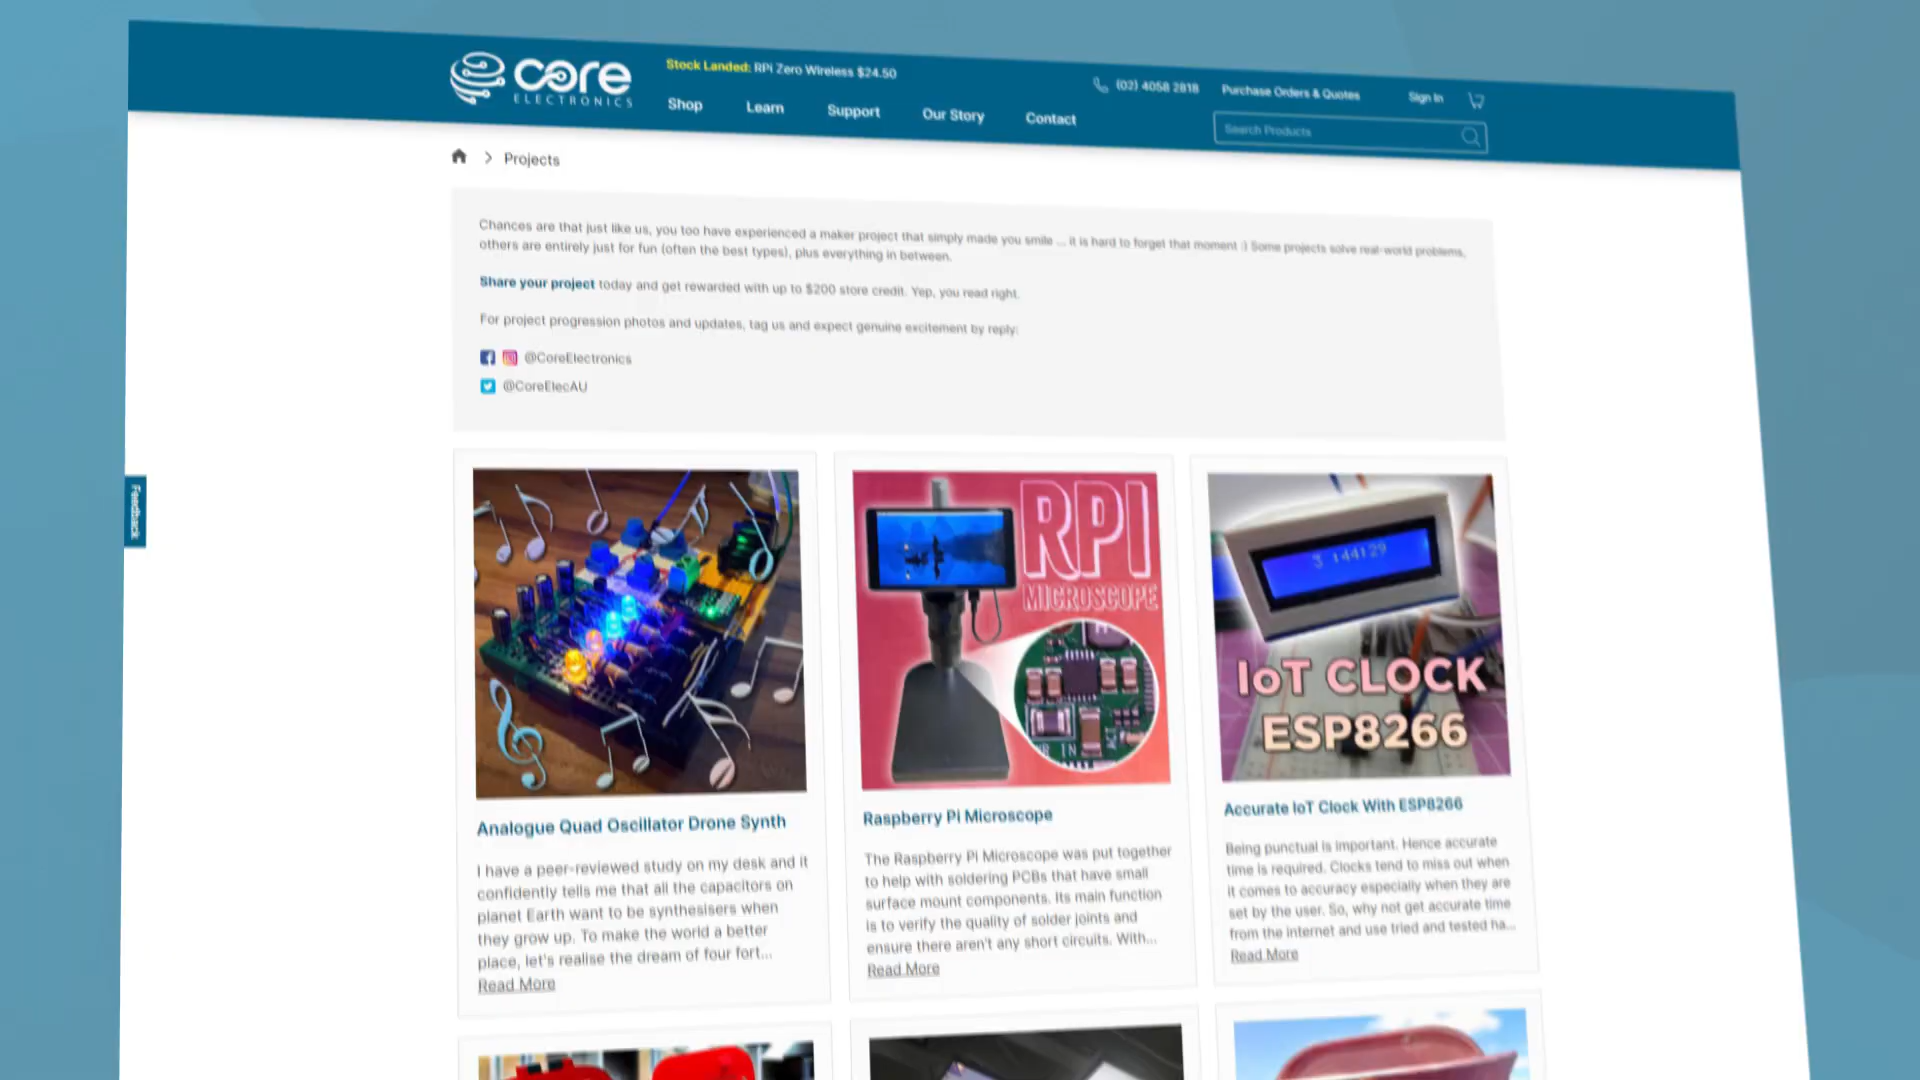 core
ELECTRONICS
Stock Landed: RPi Zero Wireless $24.50
(02) 4058 2818
Purchase Orders & Quotes
Sign In
Shop
Learn
Support
Our Story
Contact
Search Products
Projects
Chances are that just like us, you too have experienced a maker project that simply made you smile ... it is hard to forget that moment :) Some projects solve real-world problems,
others are entirely just for fun (often the best types), plus everything in between.
Share your project today and get rewarded with up to $200 store credit. Yep, you read right.
For project progression photos and updates, tag us and expect genuine excitement by reply:
@CoreElectronics
@CoreElecAU
Feedback
RPI
MICROSCOPE
IN
ACT
IoT CLOCK
ESP8266
Analogue Quad Oscillator Drone Synth
I have a peer-reviewed study on my desk and it
confidently tells me that all the capacitors on
planet Earth want to be synthesisers when
they grow up. To make the world a better
place, let's realise the dream of four fort...
Read More
Raspberry Pi Microscope
The Raspberry Pi Microscope was put together
to help with soldering PCBs that have small
surface mount components. Its main function
is to verify the quality of solder joints and
ensure there aren't any short circuits. With...
Read More
Accurate IoT Clock With ESP8266
Being punctual is important. Hence accurate
time is required. Clocks tend to miss out when
it comes to accuracy especially when they are
set by the user. So, why not get accurate time
from the internet and use tried and tested ha...
Read More